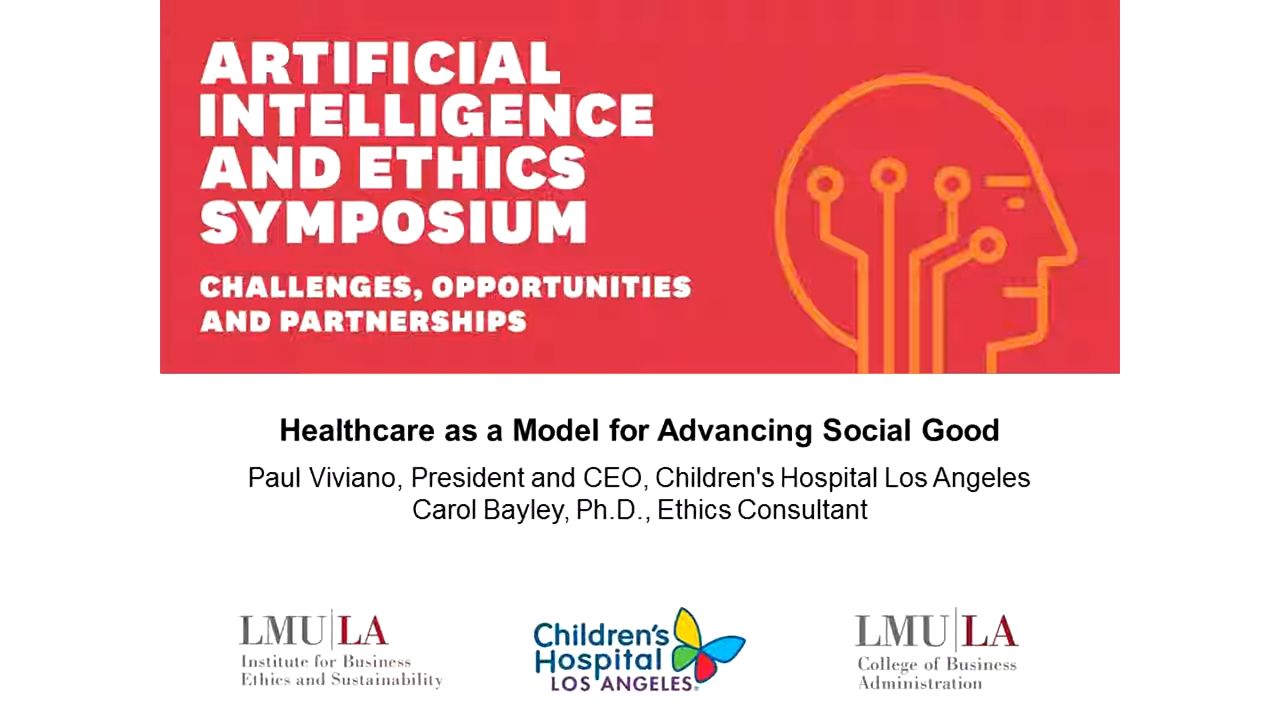 ARTIFICIAL
INTELLIGENCE
AND ETHICS
SYMPOSIUM
CHALLENGES, OPPORTUNITIES
AND PARTNERSHIPS
Healthcare as a Model for Advancing Social Good
Paul Viviano, President and CEO, Children's Hospital Los Angeles
Carol Bayley, Ph.D., Ethics Consultant
LMU|LA
Institute for Business
Ethics and Sustainability
Children's
Hospital
LOS ANGELES
LMU|LA
College of Business
Administration